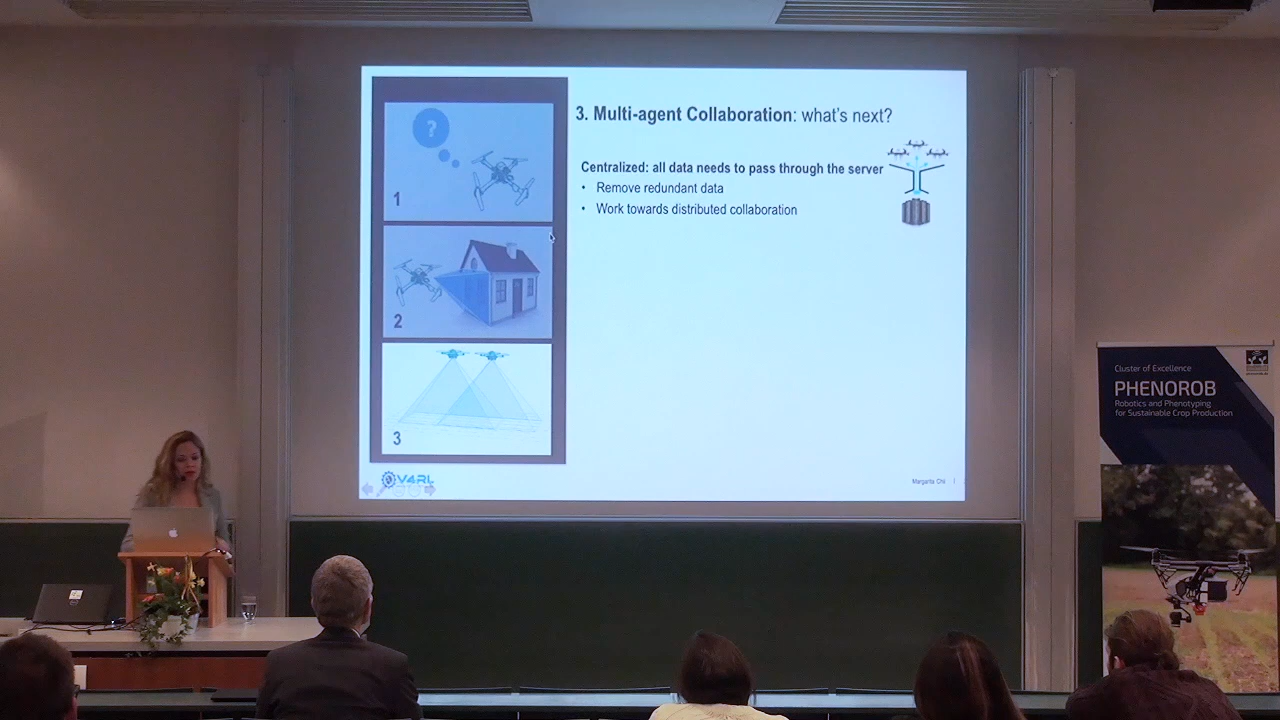 3. Multi-agent Collaboration: what's next?
Centralized: all data needs to pass through the server
• Remove redundant data
• Work towards distributed collaboration
?
1
2
3
V4RL
Margarita Chli |
Cluster of Excellence
PHENOROB
Robotics and Phenotyping
for Sustainable Crop Production